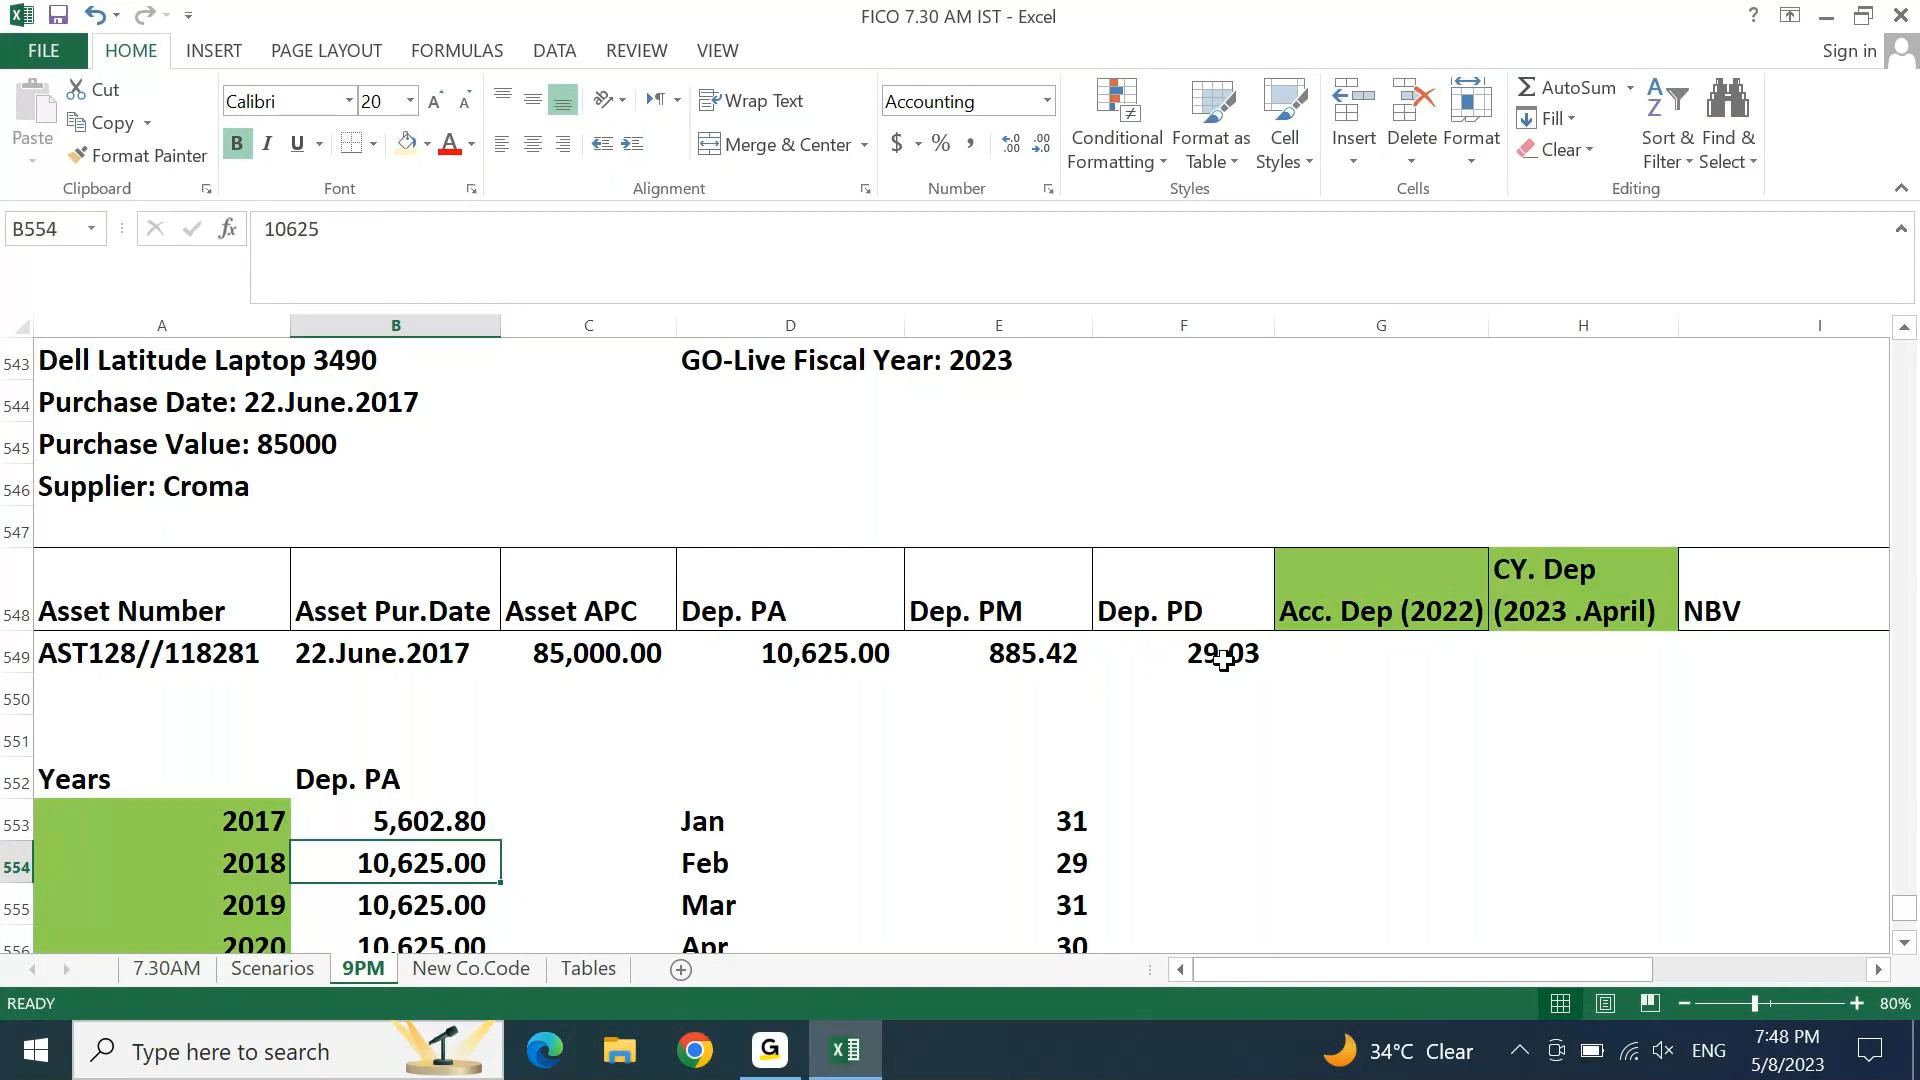 FICO 7.30 AM IST - Excel
?
FILE HOME INSERT PAGE LAYOUT FORMULAS DATA REVIEW VIEW Sign in
Paste
Cut
Copy
Format Painter
Clipboard
Calibri 20
B I U
Font
Wrap Text
Merge & Center
Alignment
Accounting
$ % ,
Number
Conditional Formatting
Format as Table
Cell Styles
Styles
Insert Delete Format
Cells
AutoSum
Fill
Clear
Sort & Filter
Find & Select
Editing
B554 fx 10625
A B C D E F G H I
543 Dell Latitude Laptop 3490 GO-Live Fiscal Year: 2023
544 Purchase Date: 22.June.2017
545 Purchase Value: 85000
546 Supplier: Croma
547
548 Asset Number Asset Pur.Date Asset APC Dep. PA Dep. PM Dep. PD Acc. Dep (2022) CY. Dep (2023 .April) NBV
549 AST128//118281 22.June.2017 85,000.00 10,625.00 885.42 29.03
550
551
552 Years Dep. PA
553 2017 5,602.80 Jan 31
554 2018 10,625.00 Feb 29
555 2019 10,625.00 Mar 31
556 2020 10,625.00 Apr 30
7.30AM Scenarios 9PM New Co.Code Tables
READY 80%
Type here to search
34°C Clear
ENG
7:48 PM
5/8/2023